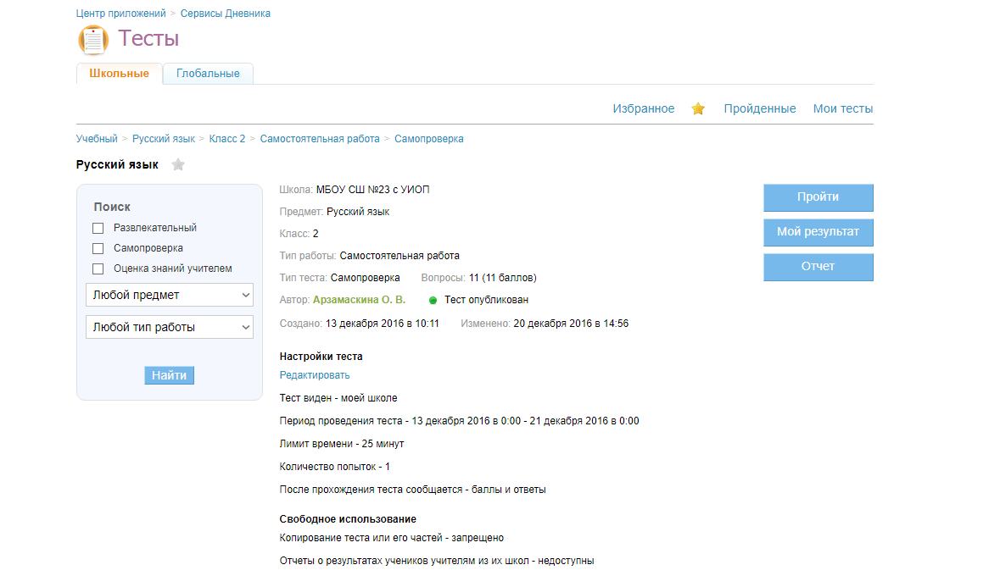 Центр приложений > Сервисы Дневника
Тесты
Школьные Глобальные
Избранное Пройденные Мои тесты
Учебный > Русский язык > Класс 2 > Самостоятельная работа > Самопроверка
Русский язык
Поиск
Развлекательный
Самопроверка
Оценка знаний учителем
Любой предмет
Любой тип работы
Найти
Школа: МБОУ СШ №23 с УИОП
Предмет: Русский язык
Класс: 2
Тип работы: Самостоятельная работа
Тип теста: Самопроверка Вопросы: 11 (11 баллов)
Автор: Арзамаскина О. В. Тест опубликован
Создано: 13 декабря 2016 в 10:11 Изменено: 20 декабря 2016 в 14:56
Настройки теста
Редактировать
Тест виден - моей школе
Период проведения теста - 13 декабря 2016 в 0:00 - 21 декабря 2016 в 0:00
Лимит времени - 25 минут
Количество попыток - 1
После прохождения теста сообщается - баллы и ответы
Свободное использование
Копирование теста или его частей - запрещено
Отчеты о результатах учеников учителям из их школ - недоступны
Пройти
Мой результат
Отчет